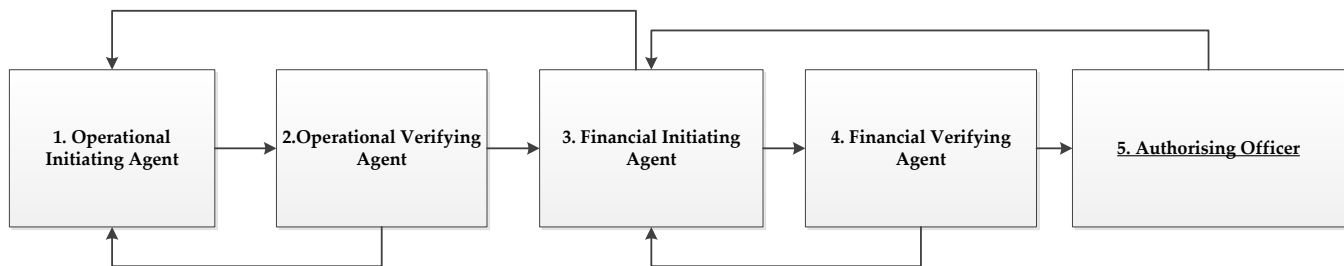 1. Operational
Initiating Agent
2.Operational Verifying
Agent
3. Financial Initiating
Agent
4. Financial Verifying
Agent
5. Authorising Officer